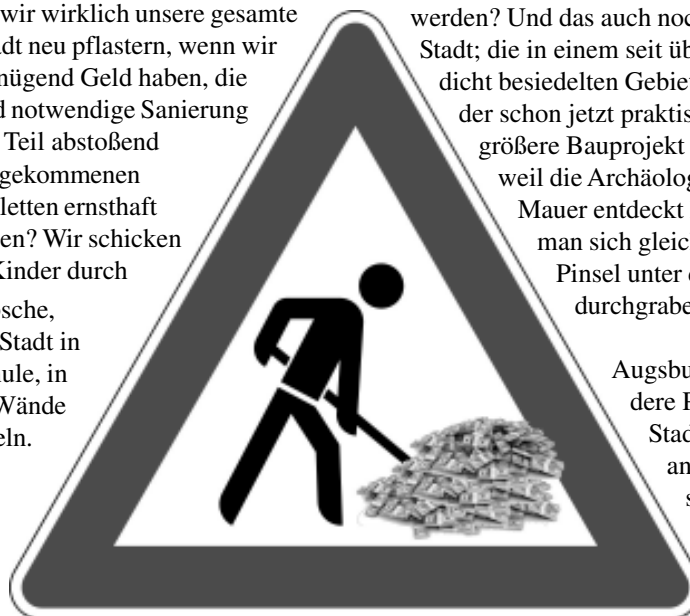 wir wirklich unsere gesamte
adt neu pflastern, wenn wir
nügend Geld haben, die
d notwendige Sanierung
Teil abstoßend
gekommenen
letten ernsthaft
en? Wir schicken
Kinder durch
sche,
Stadt in
ule, in
Wände
eln.
werden? Und das auch noc
Stadt; die in einem seit üb
dicht besiedelten Gebiet
der schon jetzt praktis
größere Bauprojekt
weil die Archäolog
Mauer entdeckt
man sich gleic
Pinsel unter
durchgrabe
Augsbu
dere
Stad
an
s